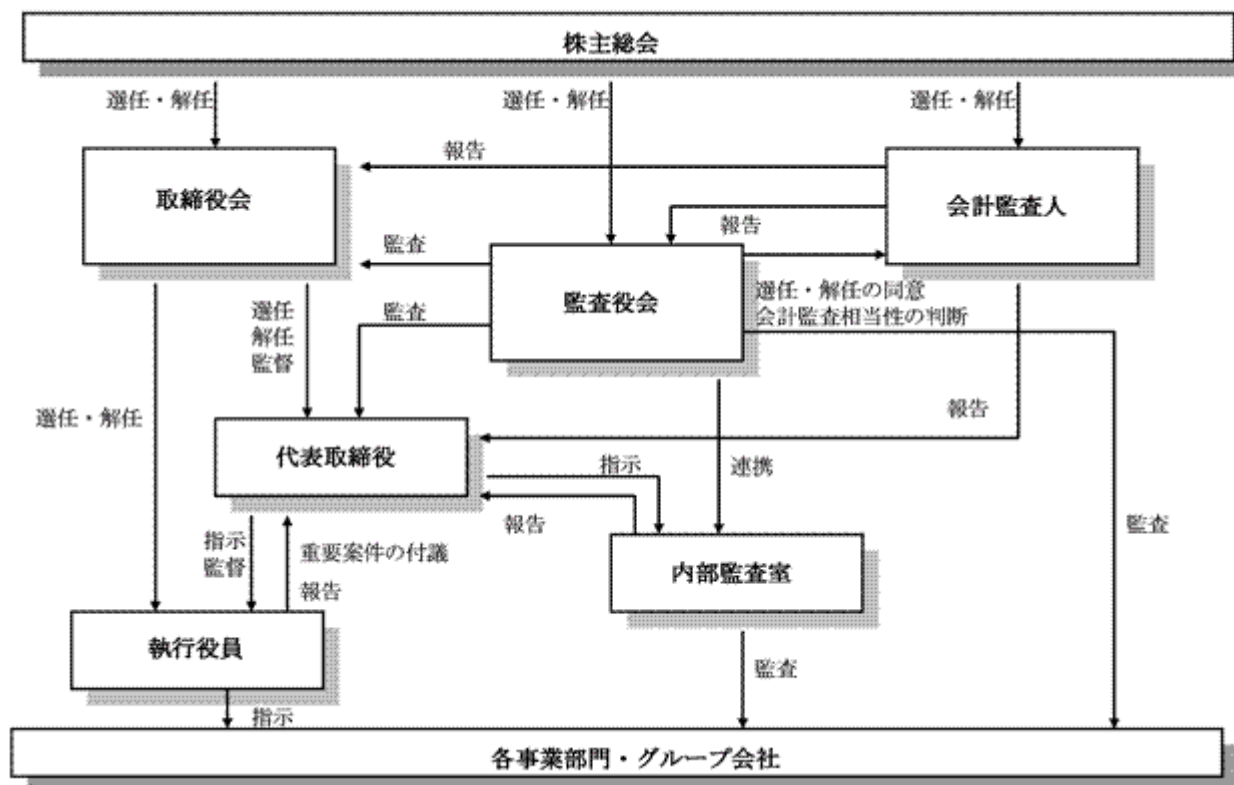 株主総会
選任・解任
選任・解任
選任・解任
報告
取締役会
会計監査人
報告
監査
監査役会
選任・解任の同意
会計監査相当性の判断
監査
選任
解任
監督
選任・解任
報告
代表取締役
指示
連携
報告
監査
指示
監督
重要案件の付議
報告
内部監査室
執行役員
監査
指示
各事業部門・グループ会社